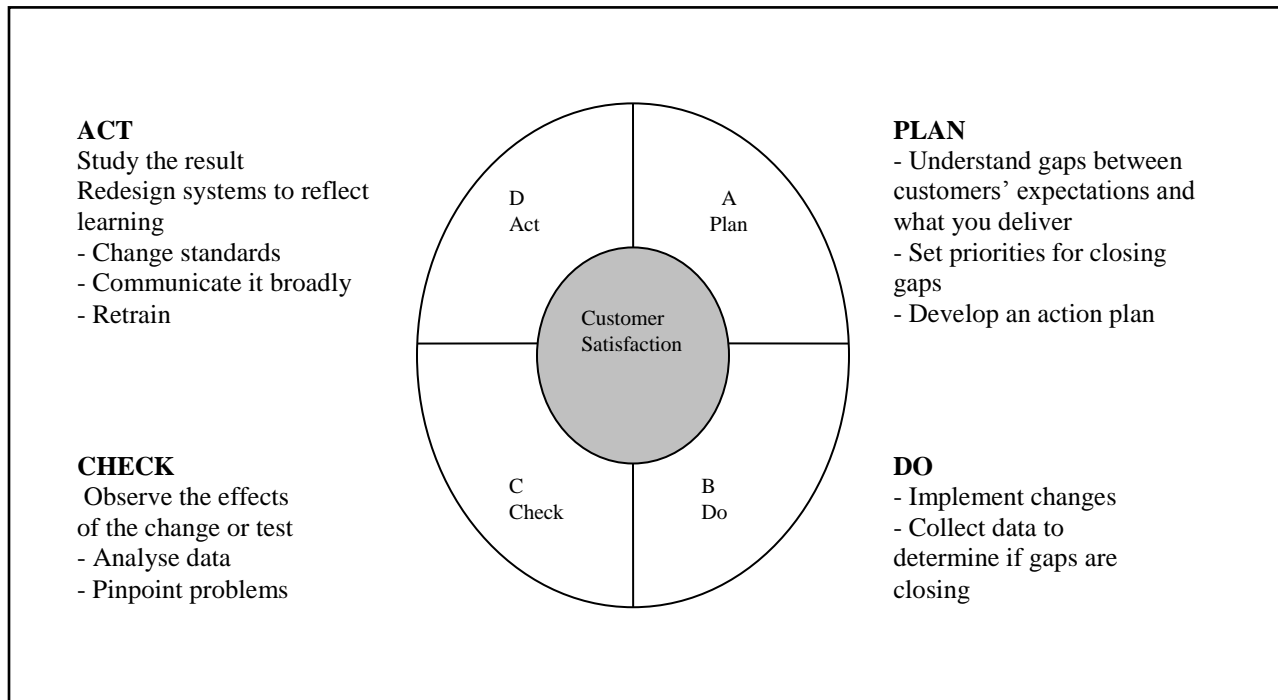 ACT
Study the result
Redesign systems to reflect
learning
- Change standards
- Communicate it broadly
- Retrain
D
Act
A
Plan
PLAN
- Understand gaps between
customers’ expectations and
what you deliver
- Set priorities for closing
gaps
- Develop an action plan
Customer
Satisfaction
CHECK
Observe the effects
of the change or test
- Analyse data
- Pinpoint problems
C
Check
B
Do
DO
- Implement changes
- Collect data to
determine if gaps are
closing